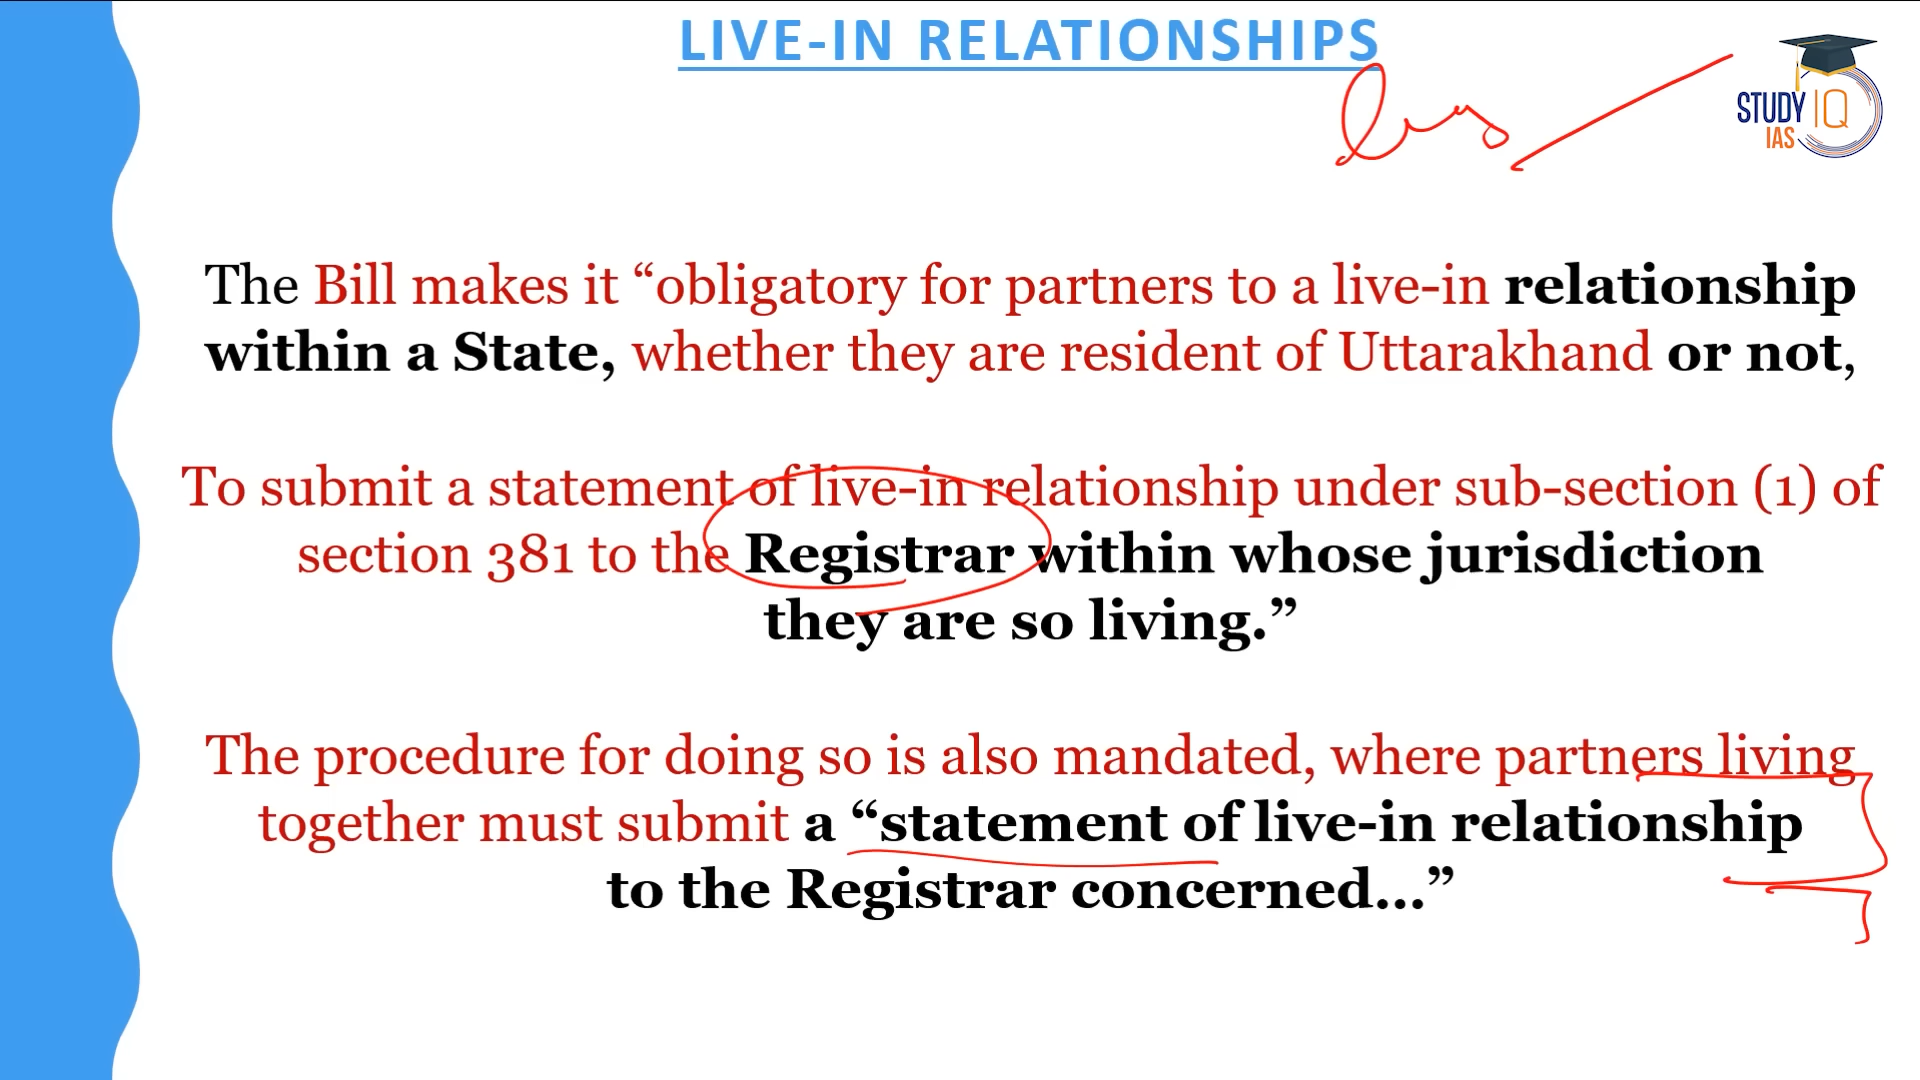 LIVE-IN RELATIONSHIPS
STUDY IQ
IAS
The Bill makes it “obligatory for partners to a live-in relationship
within a State, whether they are resident of Uttarakhand or not,
To submit a statement of live-in relationship under sub-section (1) of
section 381 to the Registrar within whose jurisdiction
they are so living.”
The procedure for doing so is also mandated, where partners living
together must submit a “statement of live-in relationship
to the Registrar concerned...”